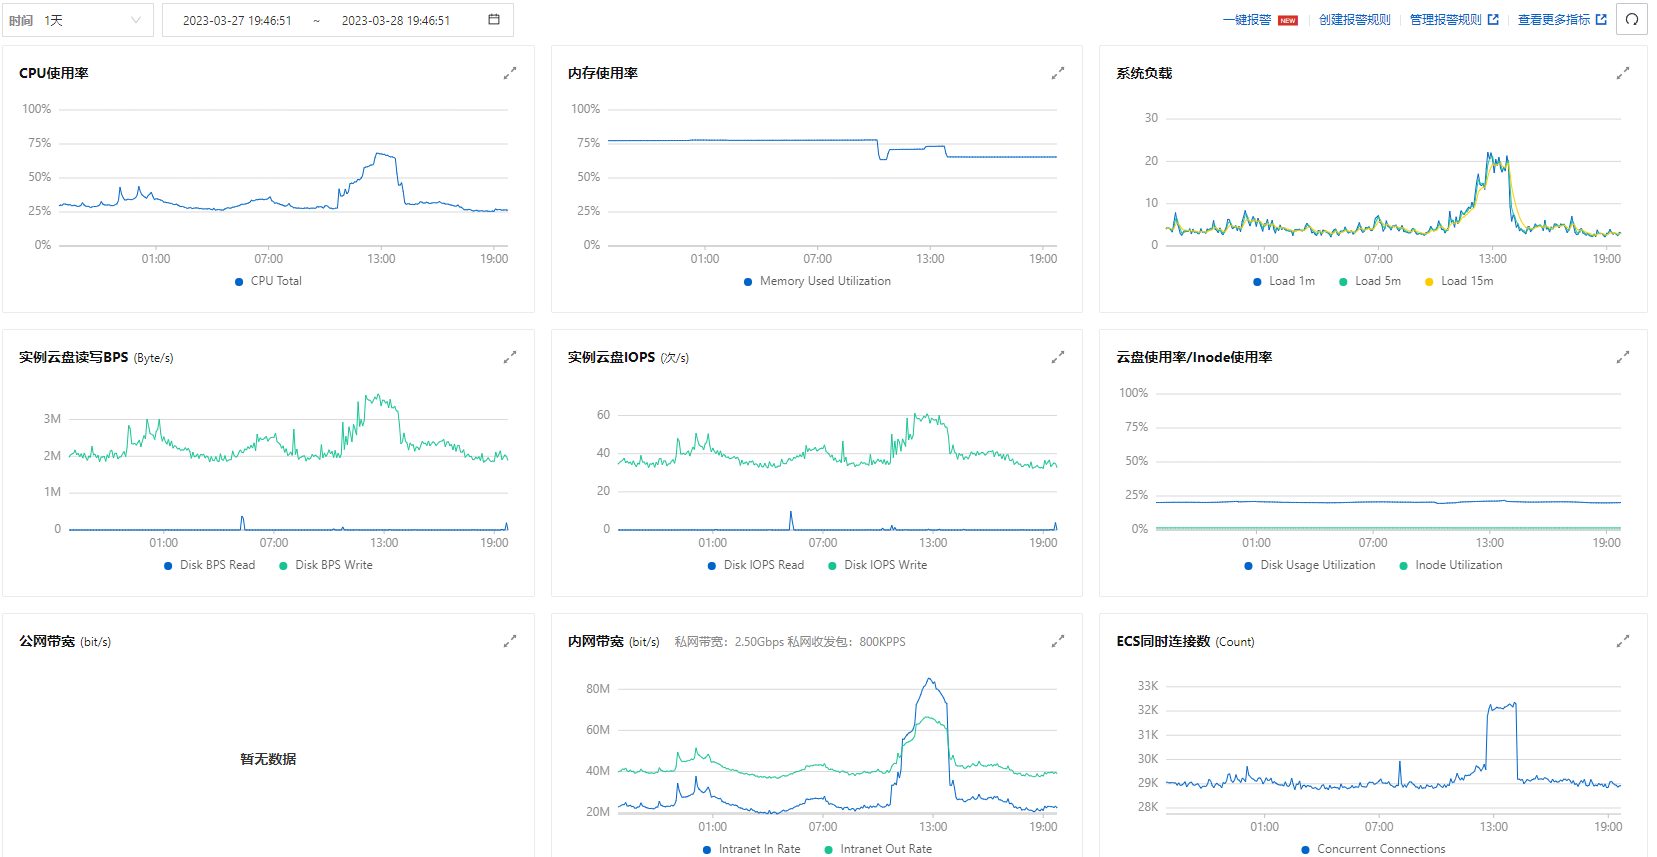 时间 1天 2023-03-27 19:46:51 ~ 2023-03-28 19:46:51 一键报警 NEW 创建报警规则 管理报警规则 查看更多指标
CPU使用率
100%
75%
50%
25%
0%
01:00 07:00 13:00 19:00
CPU Total
内存使用率
100%
75%
50%
25%
0%
01:00 07:00 13:00 19:00
Memory Used Utilization
系统负载
30
20
10
0
01:00 07:00 13:00 19:00
Load 1m Load 5m Load 15m
实例云盘读写BPS (Byte/s)
3M
2M
1M
0
01:00 07:00 13:00 19:00
Disk BPS Read Disk BPS Write
实例云盘IOPS (次/s)
60
40
20
0
01:00 07:00 13:00 19:00
Disk IOPS Read Disk IOPS Write
云盘使用率/Inode使用率
100%
75%
50%
25%
0%
01:00 07:00 13:00 19:00
Disk Usage Utilization Inode Utilization
公网带宽 (bit/s)
暂无数据
内网带宽 (bit/s) 私网带宽：2.50Gbps 私网收发包：800KPPS
80M
60M
40M
20M
01:00 07:00 13:00 19:00
Intranet In Rate Intranet Out Rate
ECS同时连接数 (Count)
33K
32K
31K
30K
29K
28K
01:00 07:00 13:00 19:00
Concurrent Connections